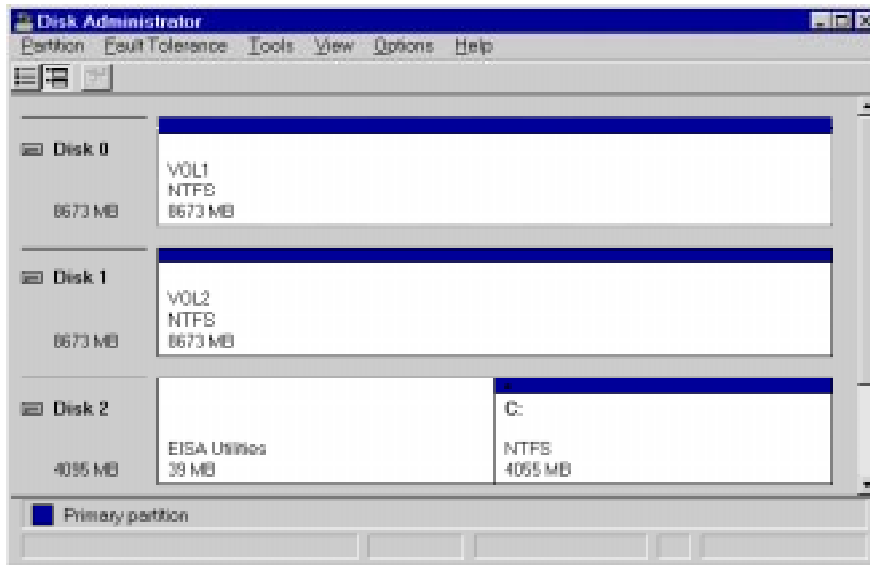 Disk Administrator
Partition Fault Tolerance Tools View Options Help
Disk 0
8673 MB
VOL1
NTFS
8673 MB
Disk 1
8673 MB
VOL2
NTFS
8673 MB
Disk 2
4095 MB
EISA Utilities
39 MB
C:
NTFS
4055 MB
Primary partition